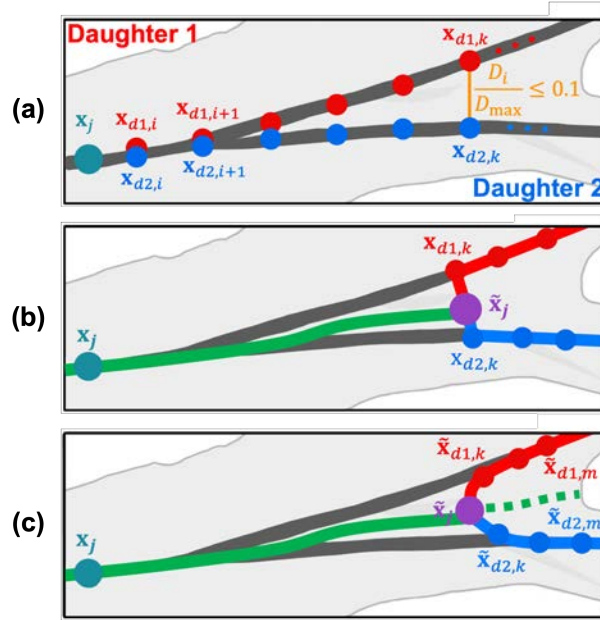 (a)
Daughter 1
x_j
x_{d1,i}
x_{d1,i+1}
x_{d1,k}
x_{d2,i}
x_{d2,i+1}
x_{d2,k}
D_i / D_max ≤ 0.1
Daughter 2
(b)
x_{d1,k}
x̃_j
x_j
x_{d2,k}
(c)
x̃_{d1,k}
x̃_{d1,m}
x_j
x̃_j
x̃_{d2,m}
x̃_{d2,k}